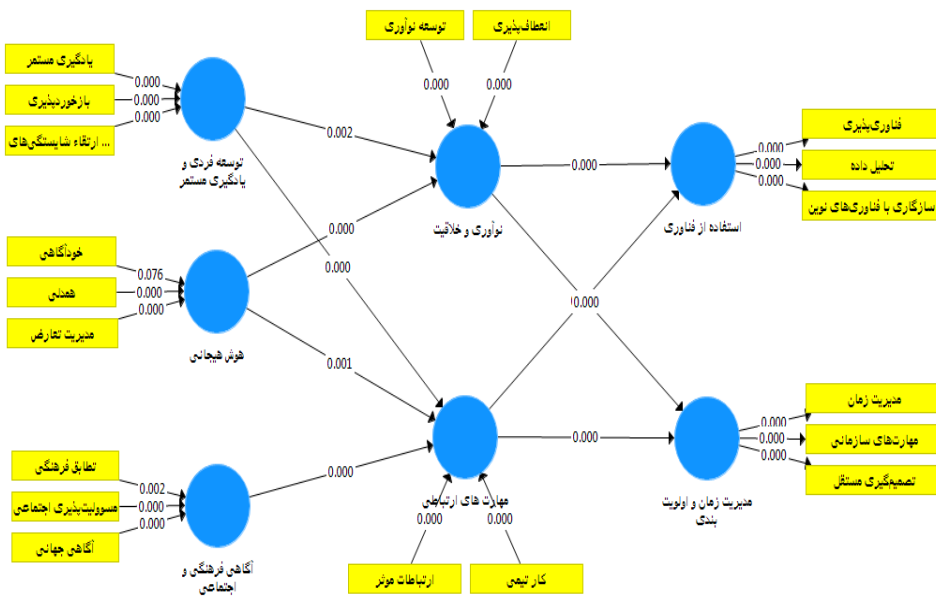 توسعه نوآوری
انعطاف‌پذیری
0.000
0.000
یادگیری مستمر
بازخوردپذیری
ارتقاء شایستگی‌های ...
0.000
0.000
0.000
توسعه فردی و
یادگیری مستمر
0.002
0.000
0.000
نوآوری و خلاقیت
0.000
استفاده از فناوری
0.000
0.000
0.000
فناوری‌پذیری
تحلیل داده
سازگاری با فناوری‌های نوین
خودآگاهی
همدلی
مدیریت تعارض
0.076
0.000
0.000
هوش هیجانی
0.001
0.000
تطابق فرهنگی
مسوولیت‌پذیری اجتماعی
آگاهی جهانی
0.002
0.000
0.000
آگاهی فرهنگی و
اجتماعی
0.000
مهارت های ارتباطی
0.000
0.000
ارتباطات موثر
کار تیمی
0.000
مدیریت زمان و اولویت
بندی
0.000
0.000
0.000
مدیریت زمان
مهارت‌های سازمانی
تصمیم‌گیری مستقل